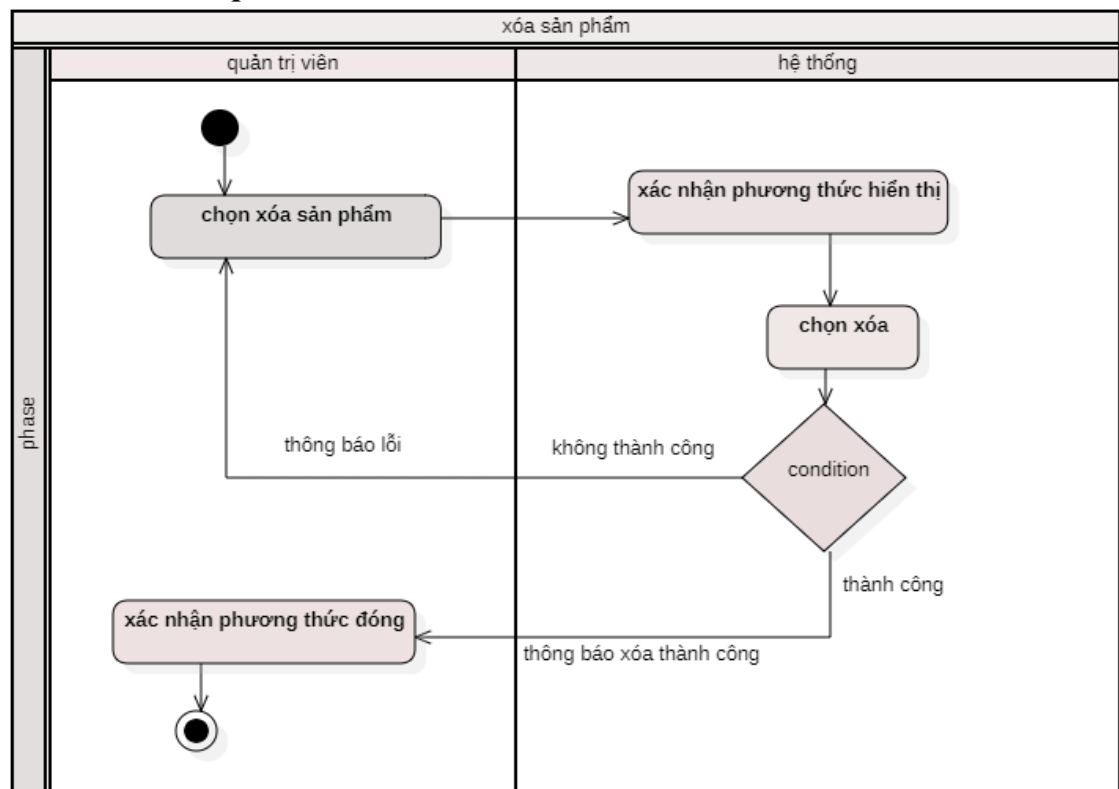 xóa sản phẩm
quản trị viên
hệ thống
phase
chọn xóa sản phẩm
xác nhận phương thức hiển thị
chọn xóa
condition
thông báo lỗi
không thành công
thành công
xác nhận phương thức đóng
thông báo xóa thành công